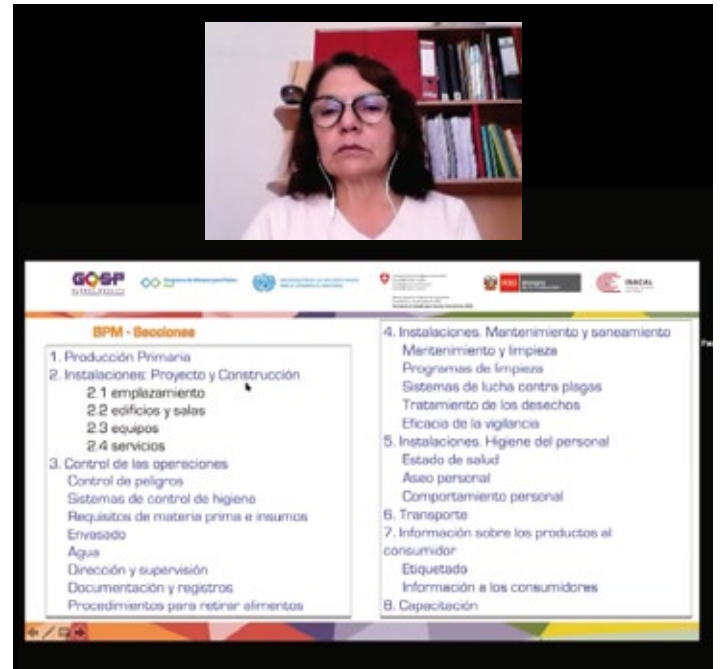 GQSP
PERÚ
INACAL
BPM - Secciones
1. Producción Primaria
2. Instalaciones: Proyecto y Construcción
2.1 emplazamiento
2.2 edificios y salas
2.3 equipos
2.4 servicios
3. Control de las operaciones
Control de peligros
Sistemas de control de higiene
Requisitos de materia prima e insumos
Envasado
Agua
Dirección y supervisión
Documentación y registros
Procedimientos para retirar alimentos
4. Instalaciones. Mantenimiento y saneamiento
Mantenimiento y limpieza
Programas de limpieza
Sistemas de lucha contra plagas
Tratamiento de los desechos
Eficacia de la vigilancia
5. Instalaciones. Higiene del personal
Estado de salud
Aseo personal
Comportamiento personal
6. Transporte
7. Información sobre los productos al
consumidor
Etiquetado
Información a los consumidores
8. Capacitación